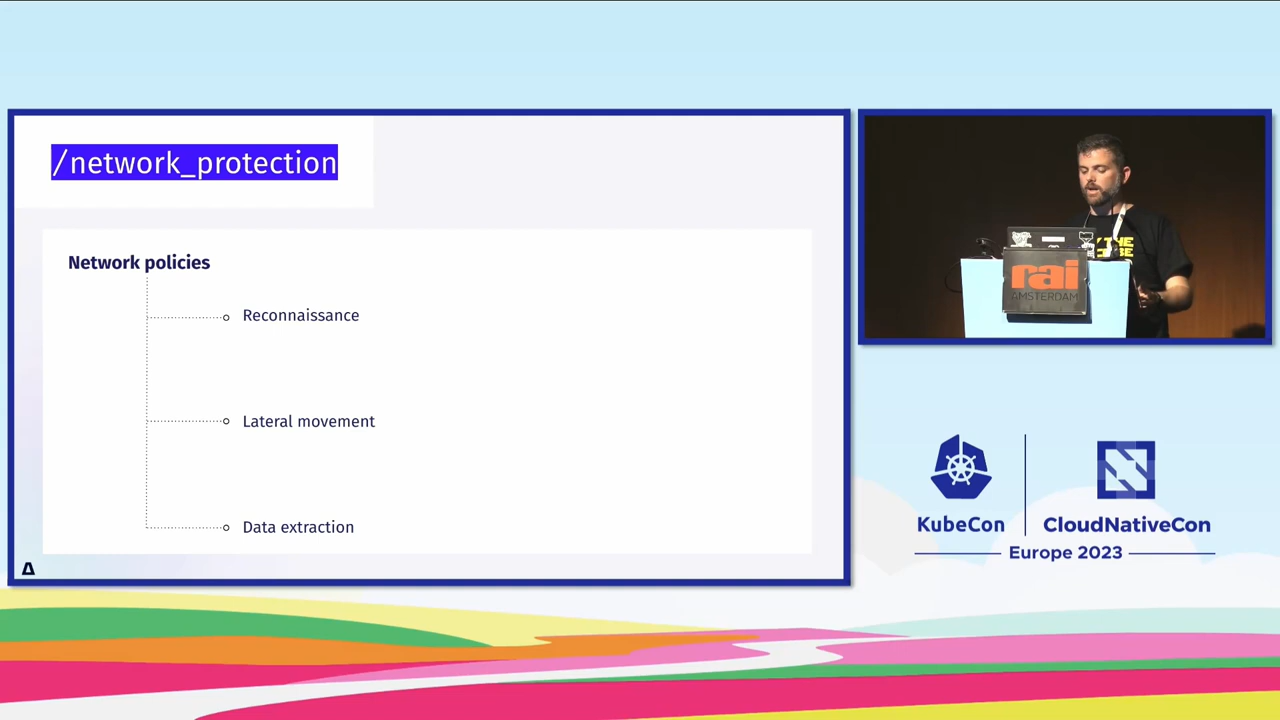 /network_protection
Network policies
Reconnaissance
Lateral movement
Data extraction
rai
AMSTERDAM
KubeCon
CloudNativeCon
Europe 2023